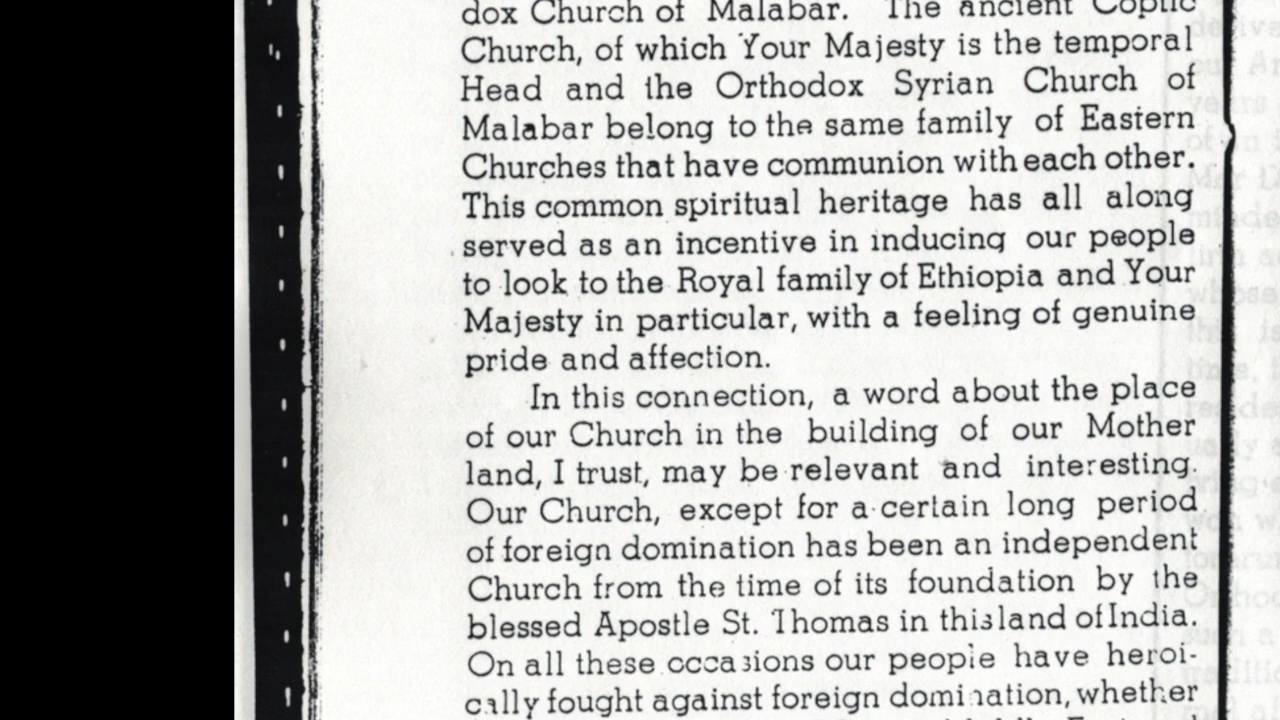 dox Church of Malabar. The ancient Coptic
Church, of which Your Majesty is the temporal
Head and the Orthodox Syrian Church of
Malabar belong to the same family of Eastern
Churches that have communion with each other.
This common spiritual heritage has all along
served as an incentive in inducing our people
to look to the Royal family of Ethiopia and Your
Majesty in particular, with a feeling of genuine
pride and affection.
In this connection, a word about the place
of our Church in the building of our Mother
land, I trust, may be relevant and interesting.
Our Church, except for a certain long period
of foreign domination has been an independent
Church from the time of its foundation by the
blessed Apostle St. Thomas in this land of India.
On all these occasions our people have heroi-
cally fought against foreign domination, whether